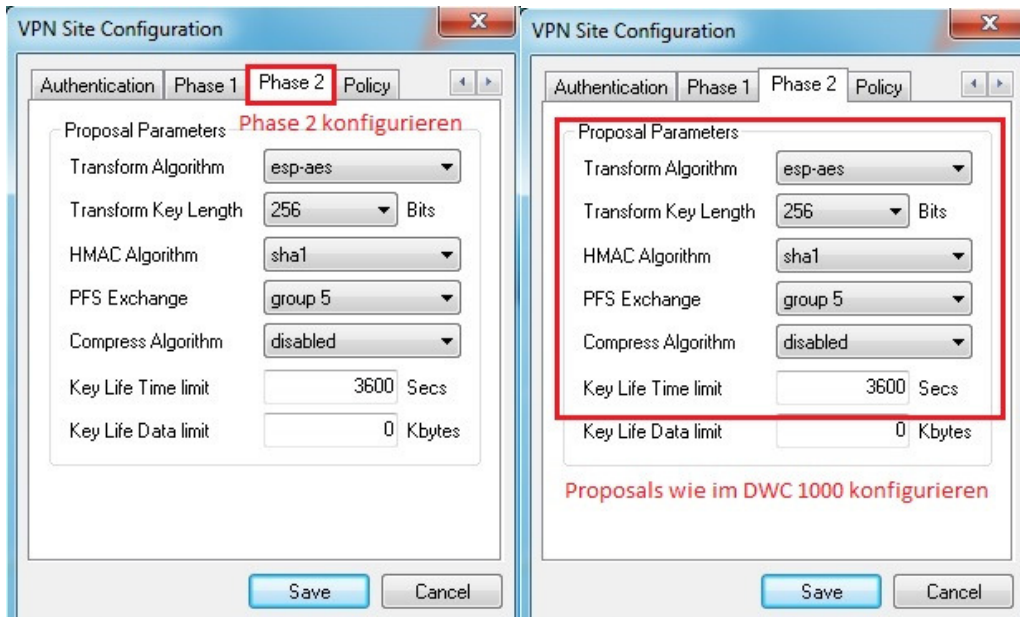 VPN Site Configuration
Authentication Phase 1 Phase 2 Policy
Phase 2 konfigurieren
Proposal Parameters
Transform Algorithm esp-aes
Transform Key Length 256 Bits
HMAC Algorithm sha1
PFS Exchange group 5
Compress Algorithm disabled
Key Life Time limit 3600 Secs
Key Life Data limit 0 Kbytes
Save Cancel
VPN Site Configuration
Authentication Phase 1 Phase 2 Policy
Proposal Parameters
Transform Algorithm esp-aes
Transform Key Length 256 Bits
HMAC Algorithm sha1
PFS Exchange group 5
Compress Algorithm disabled
Key Life Time limit 3600 Secs
Key Life Data limit 0 Kbytes
Proposals wie im DWC 1000 konfigurieren
Save Cancel